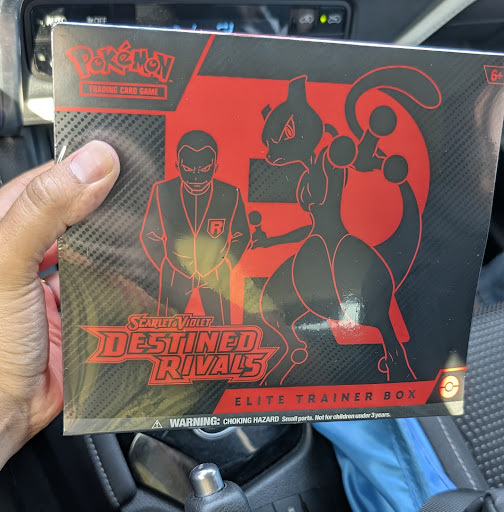 OFF
POKéMON
TRADING CARD GAME
6+
R
R
SCARLET & VIOLET
DESTINED
RIVALS
ELITE TRAINER BOX
⚠ WARNING: CHOKING HAZARD Small parts. Not for children under 3 years.